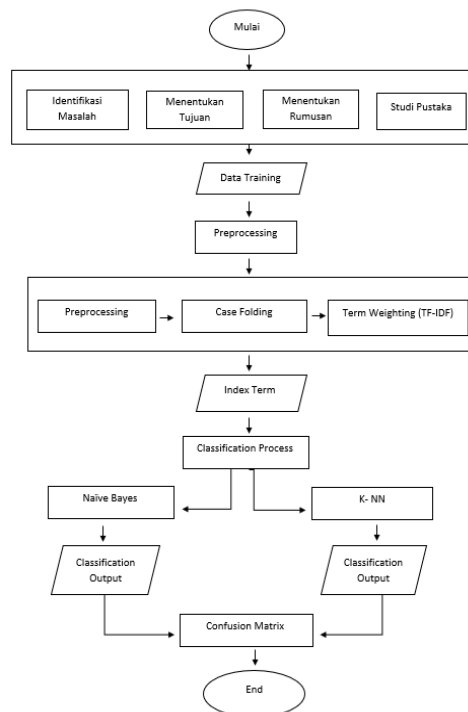 Mulai
Identifikasi
Masalah
Menentukan
Tujuan
Menentukan
Rumusan
Studi Pustaka
Data Training
Preprocessing
Preprocessing
Case Folding
Term Weighting (TF-IDF)
Index Term
Classification Process
Naïve Bayes
K- NN
Classification
Output
Classification
Output
Confusion Matrix
End